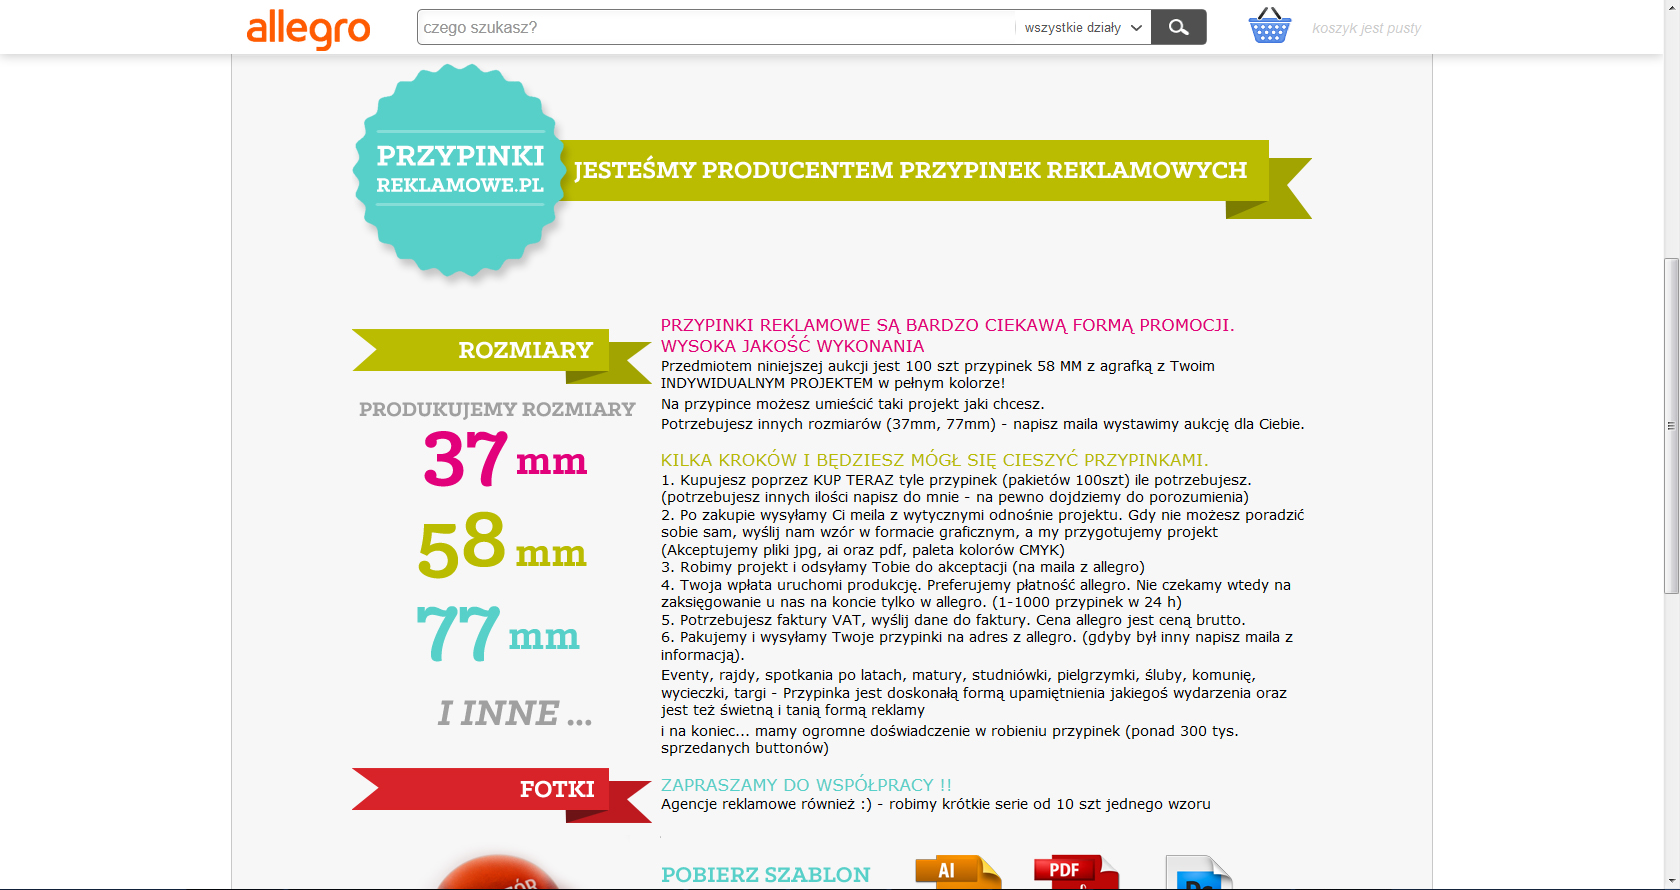 allegro
czego szukasz?
wszystkie działy
koszyk jest pusty
PRZYPINKI
REKLAMOWE.PL
JESTEŚMY PRODUCENTEM PRZYPINEK REKLAMOWYCH
ROZMIARY
PRODUKUJEMY ROZMIARY
37 mm
58 mm
77 mm
I INNE ...
FOTKI
PRZYPINKI REKLAMOWE SĄ BARDZO CIEKAWĄ FORMĄ PROMOCJI.
WYSOKA JAKOŚĆ WYKONANIA
Przedmiotem niniejszej aukcji jest 100 szt przypinek 58 MM z agrafką z Twoim
INDYWIDUALNYM PROJEKTEM w pełnym kolorze!
Na przypince możesz umieścić taki projekt jaki chcesz.
Potrzebujesz innych rozmiarów (37mm, 77mm) - napisz maila wystawimy aukcję dla Ciebie.
KILKA KROKÓW I BĘDZIESZ MÓGŁ SIĘ CIESZYĆ PRZYPINKAMI.
1. Kupujesz poprzez KUP TERAZ tyle przypinek (pakietów 100szt) ile potrzebujesz.
(potrzebujesz innych ilości napisz do mnie - na pewno dojdziemy do porozumienia)
2. Po zakupie wysyłamy Ci meila z wytycznymi odnośnie projektu. Gdy nie możesz poradzić
sobie sam, wyślij nam wzór w formacie graficznym, a my przygotujemy projekt
(Akceptujemy pliki jpg, ai oraz pdf, paleta kolorów CMYK)
3. Robimy projekt i odsyłamy Tobie do akceptacji (na maila z allegro)
4. Twoja wpłata uruchomi produkcję. Preferujemy płatność allegro. Nie czekamy wtedy na
zaksięgowanie u nas na koncie tylko w allegro. (1-1000 przypinek w 24 h)
5. Potrzebujesz faktury VAT, wyślij dane do faktury. Cena allegro jest ceną brutto.
6. Pakujemy i wysyłamy Twoje przypinki na adres z allegro. (gdyby był inny napisz maila z
informacją).
Eventy, rajdy, spotkania po latach, matury, studniówki, pielgrzymki, śluby, komunię,
wycieczki, targi - Przypinka jest doskonałą formą upamiętnienia jakiegoś wydarzenia oraz
jest też świetną i tanią formą reklamy
i na koniec... mamy ogromne doświadczenie w robieniu przypinek (ponad 300 tys.
sprzedanych buttonów)
ZAPRASZAMY DO WSPÓŁPRACY !!
Agencje reklamowe również :) - robimy krótkie serie od 10 szt jednego wzoru
POBIERZ SZABLON
AI
PDF